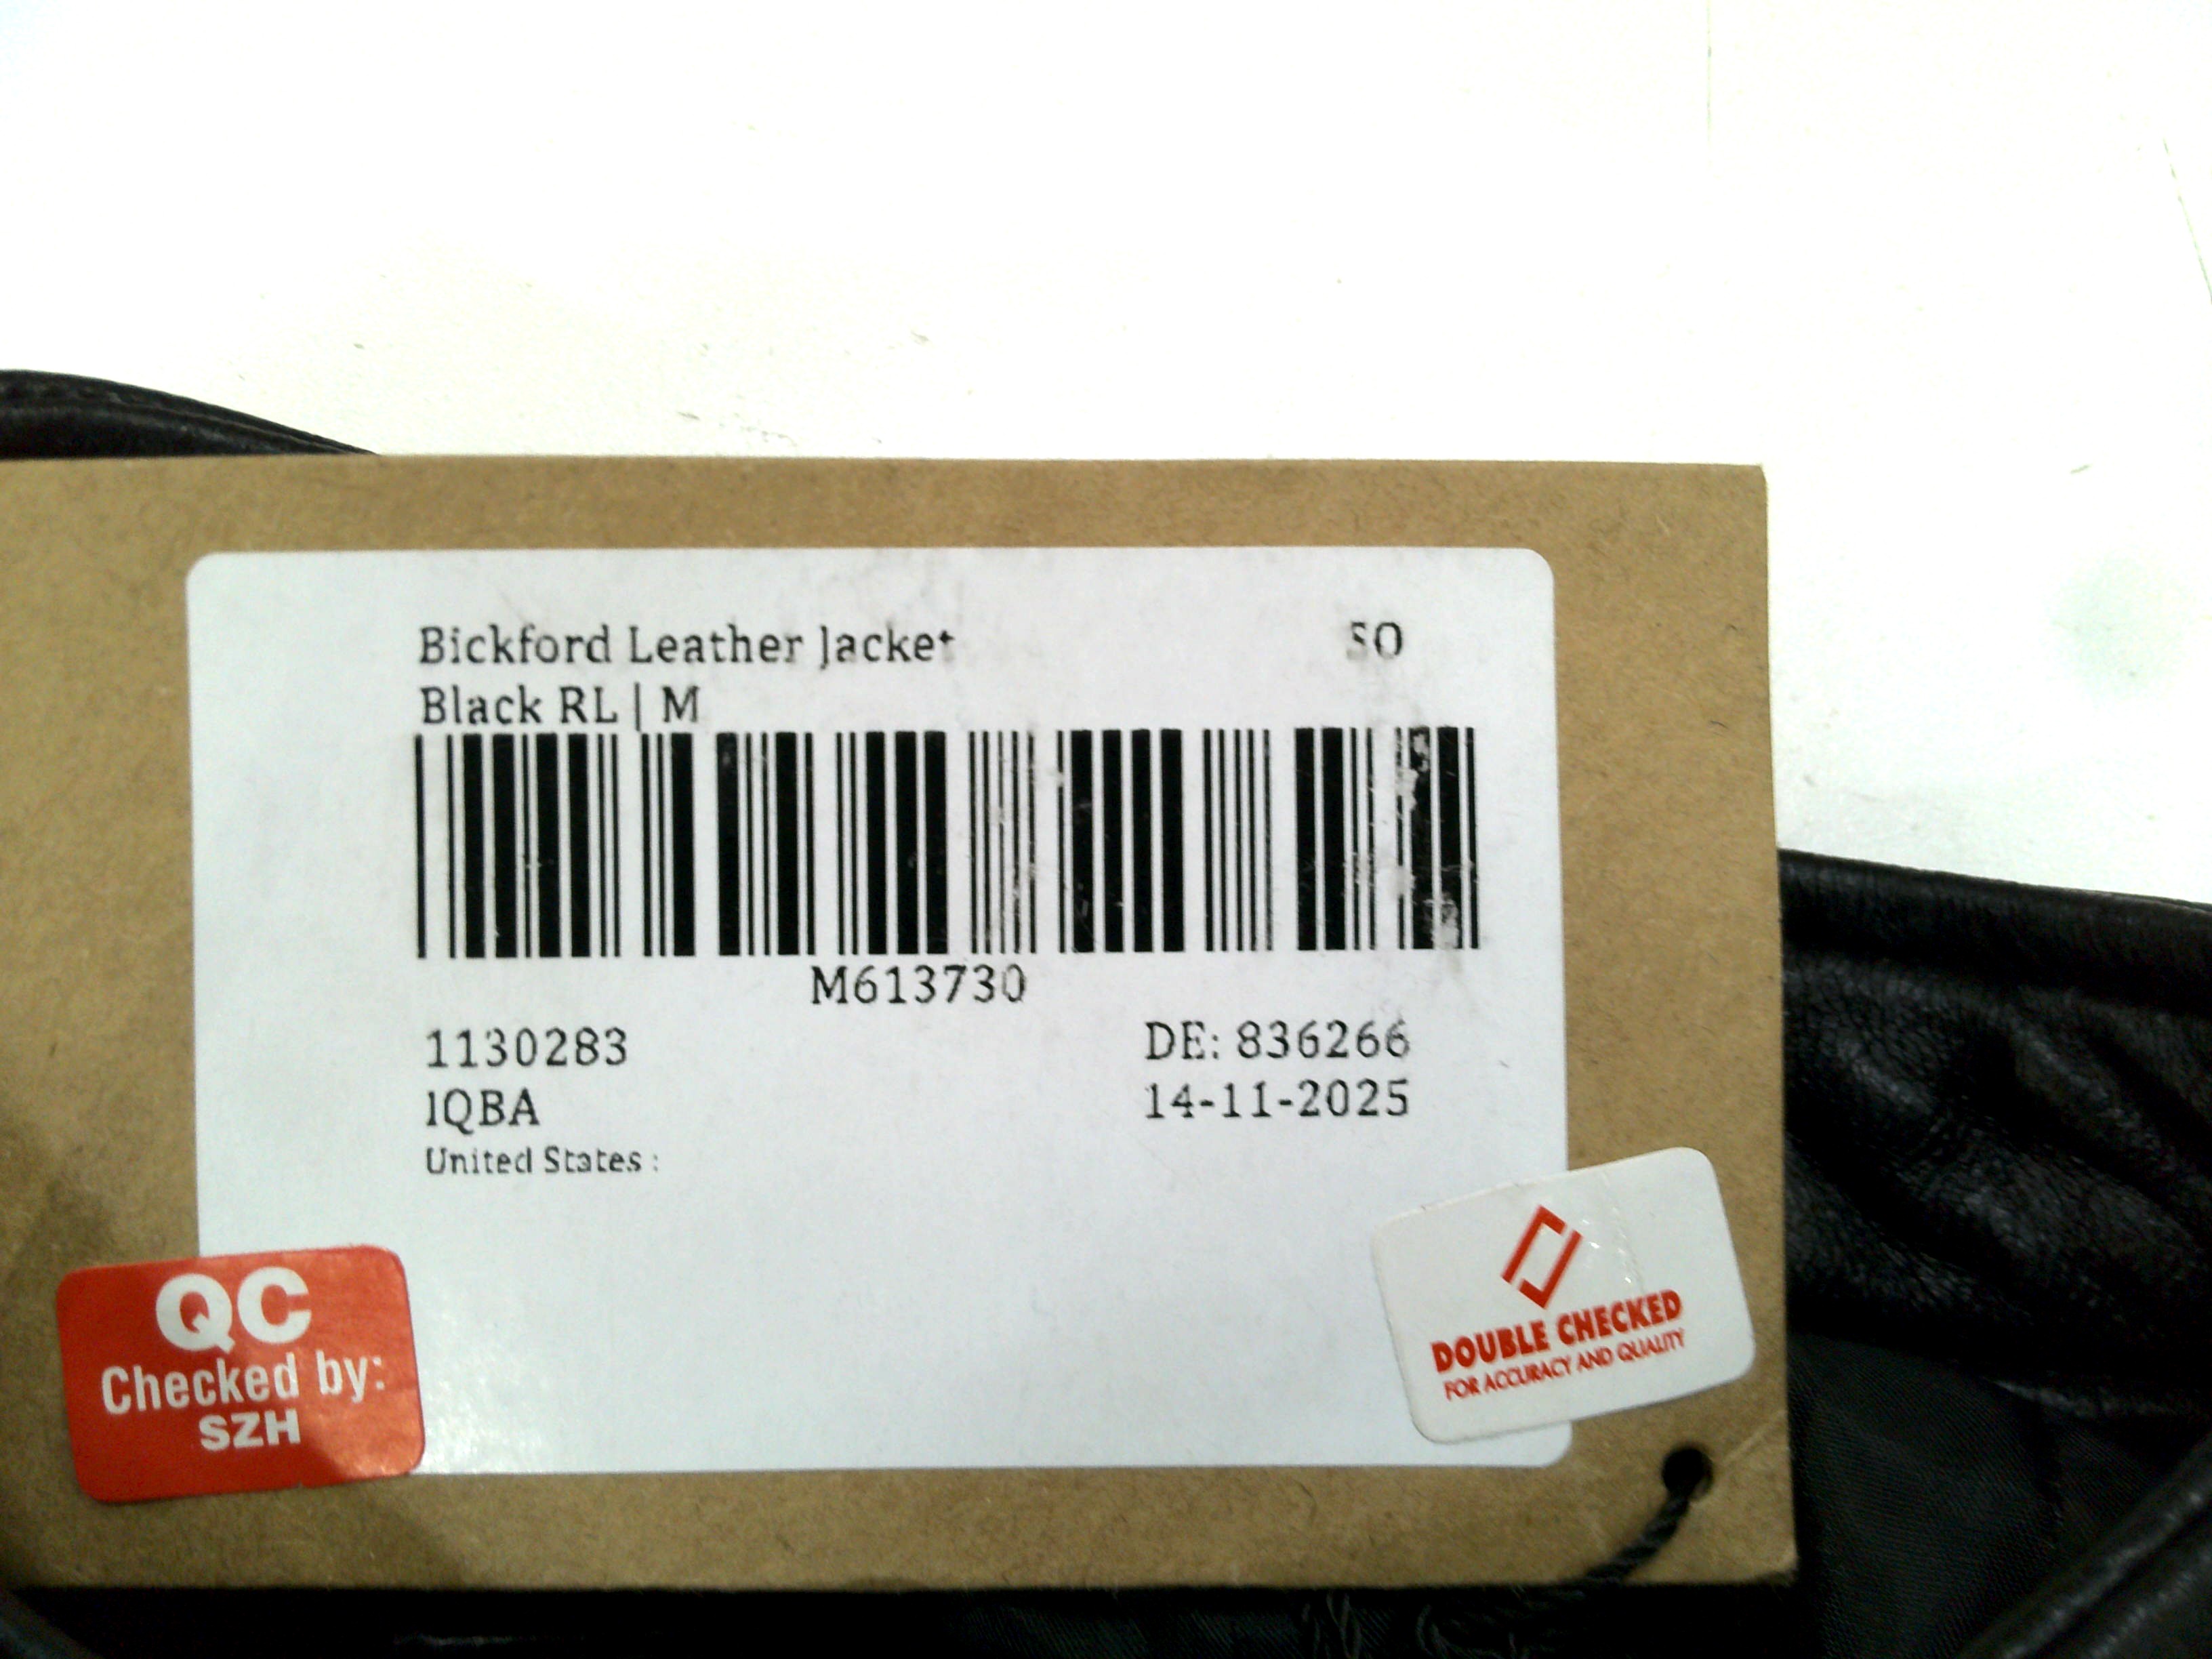 Bickford Leather Jacket SO
Black RL | M
M613730
1130283 DE: 836266
IQBA 14-11-2025
United States :
QC
Checked by:
SZH
DOUBLE CHECKED
FOR ACCURACY AND QUALITY